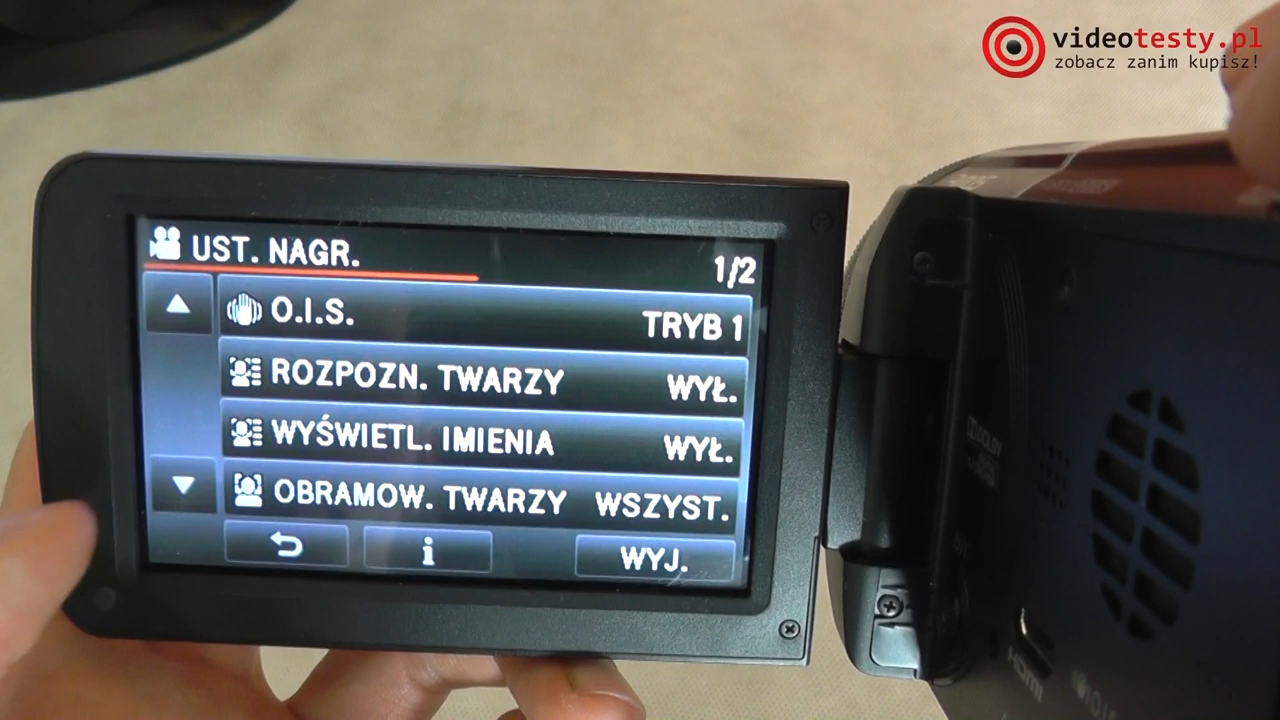 videotesty.pl
zobacz zanim kupisz!
UST. NAGR.
1/2
O.I.S. TRYB 1
ROZPOZN. TWARZY WYŁ.
WYŚWIETL. IMIENIA WYŁ.
OBRAMOW. TWARZY WSZYST.
i
WYJ.
DOLBY
HDMI